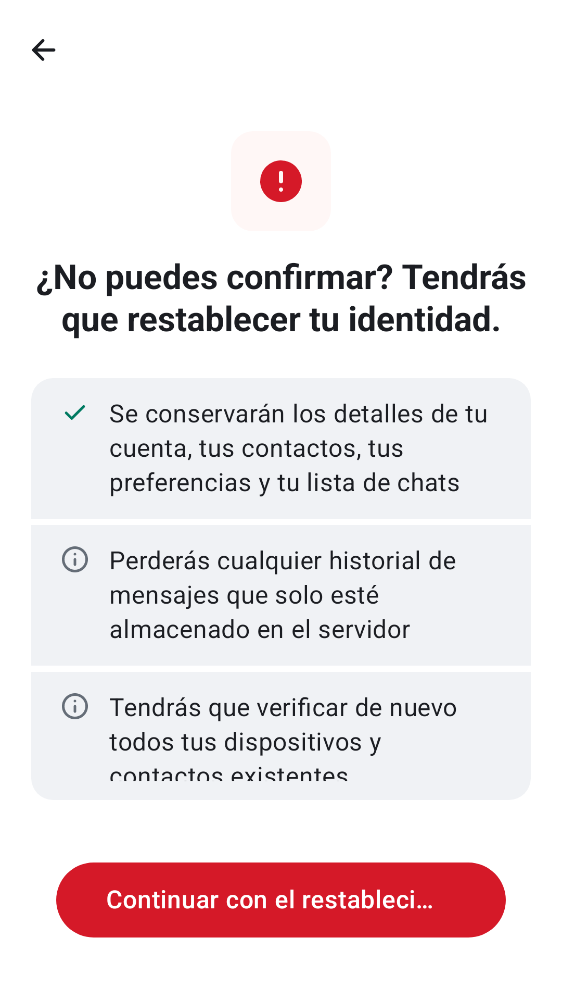 ¿No puedes confirmar? Tendrás
que restablecer tu identidad.
Se conservarán los detalles de tu
cuenta, tus contactos, tus
preferencias y tu lista de chats
Perderás cualquier historial de
mensajes que solo esté
almacenado en el servidor
Tendrás que verificar de nuevo
todos tus dispositivos y
contactos existentes
Continuar con el restableci…